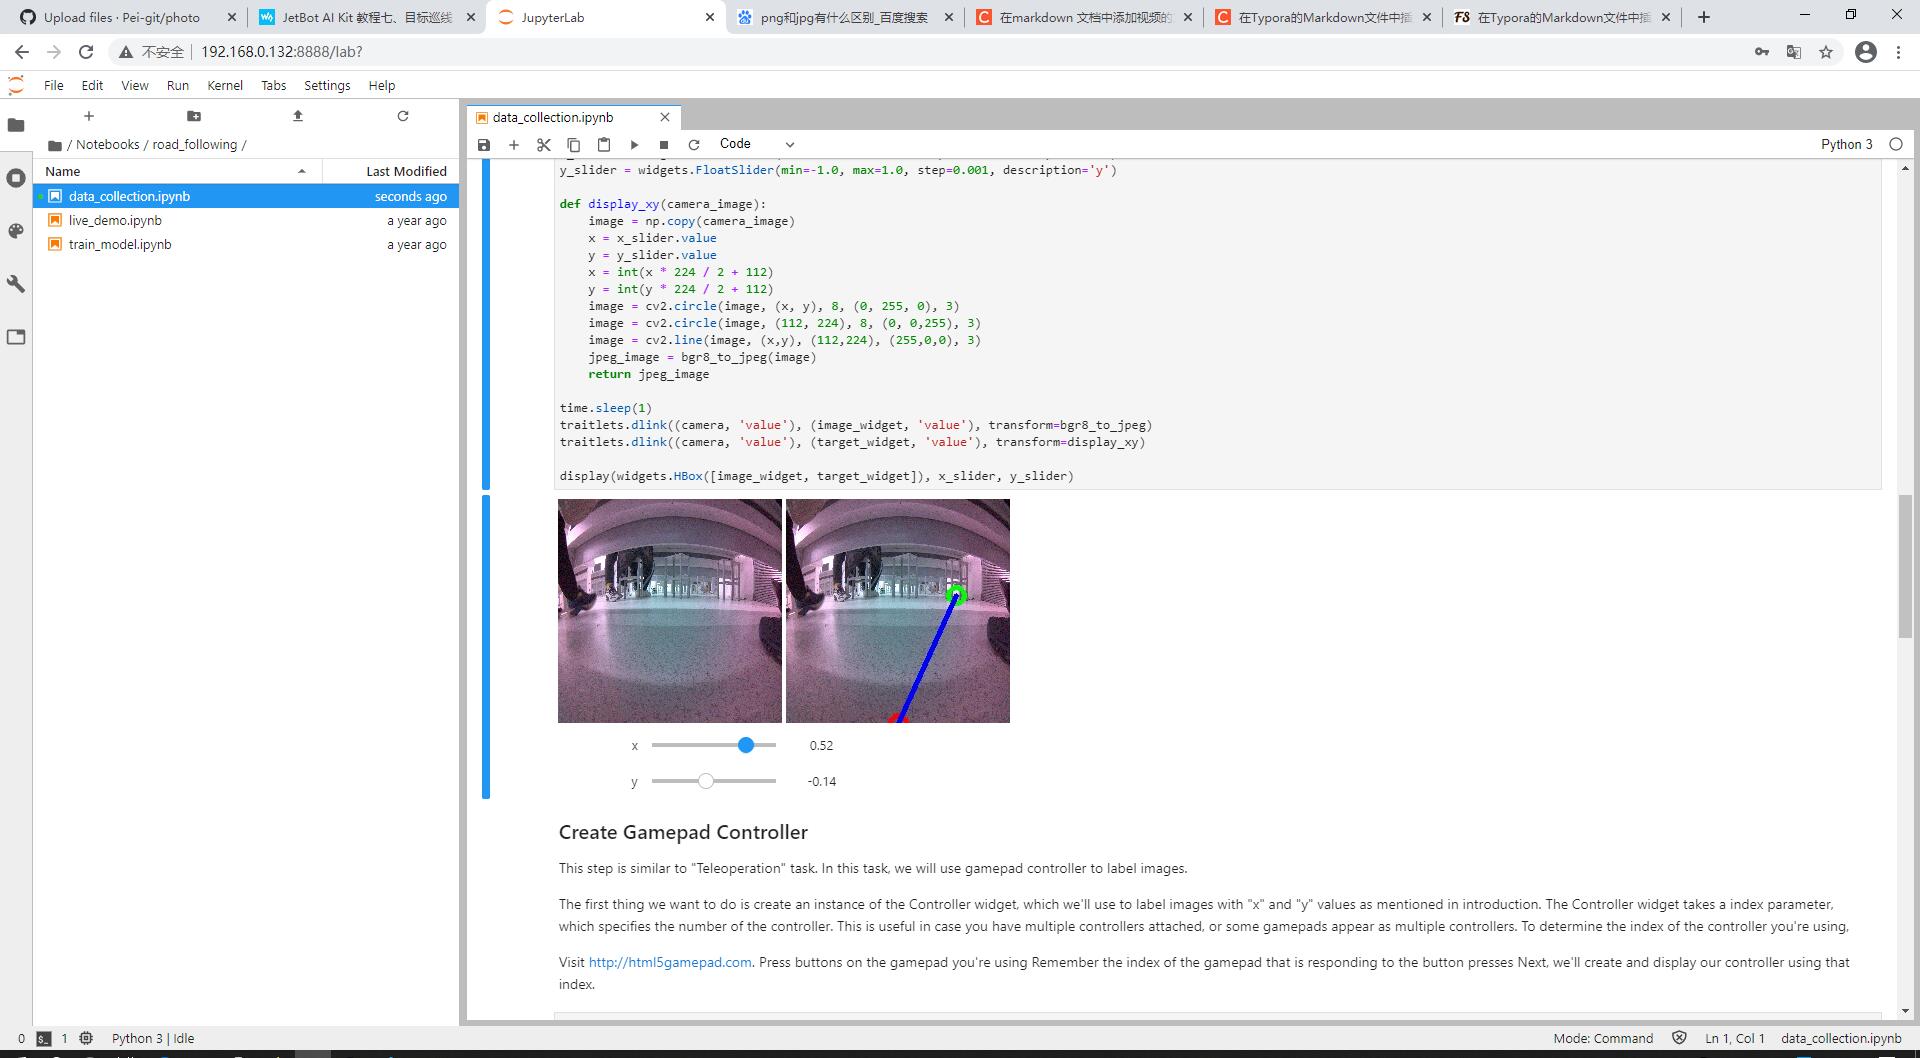 Upload files · Pei-git/photo
JetBot AI Kit 教程七、目标巡线
JupyterLab
png和jpg有什么区别_百度搜索
在markdown 文档中添加视频的
在Typora的Markdown文件中插
在Typora的Markdown文件中插
不安全
192.168.0.132:8888/lab?
File Edit View Run Kernel Tabs Settings Help
/ Notebooks / road_following /
Name Last Modified
data_collection.ipynb seconds ago
live_demo.ipynb a year ago
train_model.ipynb a year ago
data_collection.ipynb
Code
Python 3
y_slider = widgets.FloatSlider(min=-1.0, max=1.0, step=0.001, description='y')
def display_xy(camera_image):
image = np.copy(camera_image)
x = x_slider.value
y = y_slider.value
x = int(x * 224 / 2 + 112)
y = int(y * 224 / 2 + 112)
image = cv2.circle(image, (x, y), 8, (0, 255, 0), 3)
image = cv2.circle(image, (112, 224), 8, (0, 0,255), 3)
image = cv2.line(image, (x,y), (112,224), (255,0,0), 3)
jpeg_image = bgr8_to_jpeg(image)
return jpeg_image
time.sleep(1)
traitlets.dlink((camera, 'value'), (image_widget, 'value'), transform=bgr8_to_jpeg)
traitlets.dlink((camera, 'value'), (target_widget, 'value'), transform=display_xy)
display(widgets.HBox([image_widget, target_widget]), x_slider, y_slider)
x 0.52
y -0.14
Create Gamepad Controller
This step is similar to "Teleoperation" task. In this task, we will use gamepad controller to label images.
The first thing we want to do is create an instance of the Controller widget, which we'll use to label images with "x" and "y" values as mentioned in introduction. The Controller widget takes a index parameter,
which specifies the number of the controller. This is useful in case you have multiple controllers attached, or some gamepads appear as multiple controllers. To determine the index of the controller you're using,
Visit http://html5gamepad.com. Press buttons on the gamepad you're using Remember the index of the gamepad that is responding to the button presses Next, we'll create and display our controller using that
index.
0 1 Python 3 | Idle
Mode: Command Ln 1, Col 1 data_collection.ipynb